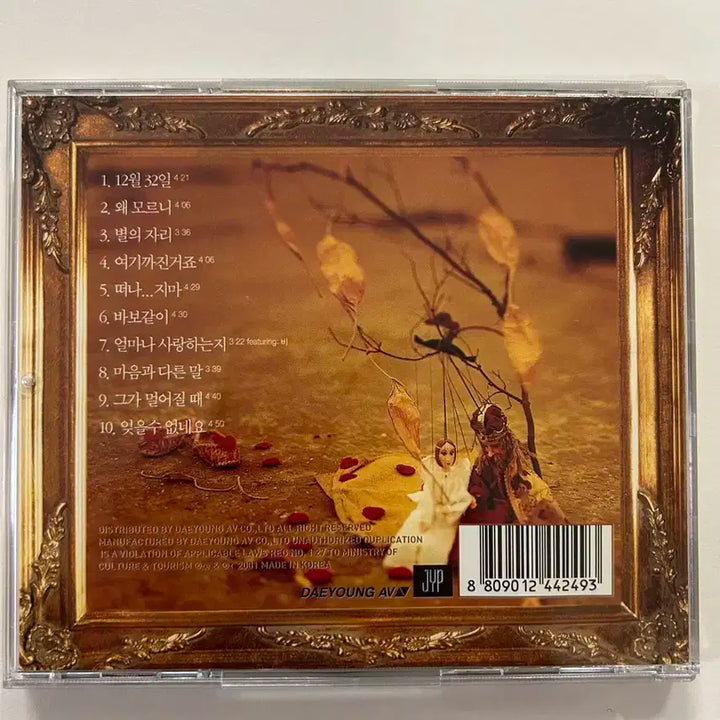 1. 12월 32일 4 21
2. 왜 모르니 4 06
3. 별의 자리 3 36
4. 여기까진거죠 4 06
5. 떠나...지마 4 29
6. 바보같이 4 30
7. 얼마나 사랑하는지 3 22 featuring: 비
8. 마음과 다른 말 3 39
9. 그가 멀어질 때 4 40
10. 잊을수 없네요 4 50
DISTRIBUTED BY DAEYOUNG AV CO., LTD ALL RIGHT RESERVED
MANUFACTURED BY DAEYOUNG AV CO., LTD UNAUTHORIZED DUPLICATION
IS A VIOLATION OF APPLICABLE LAWS REG NO. 1-27 TO MINISTRY OF
CULTURE & TOURISM ℗ & © 2001 MADE IN KOREA
DAEYOUNG AV
JYP
8 809012 442493